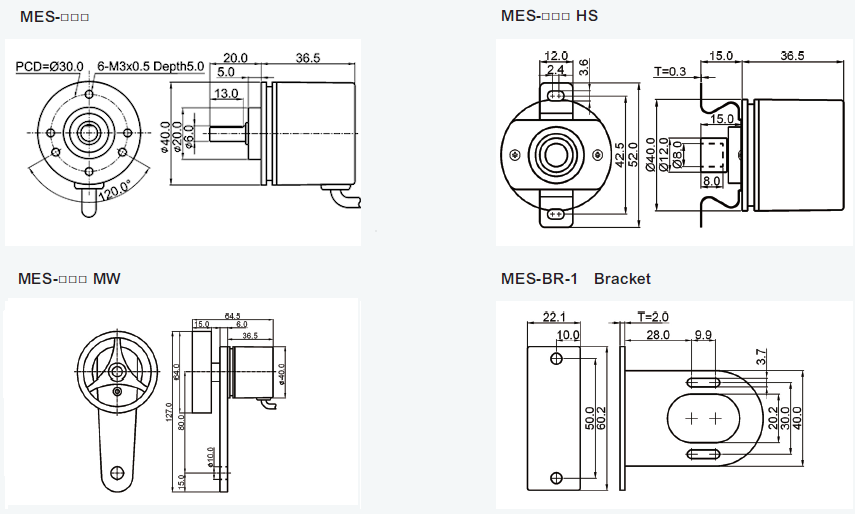 MES-□□□
PCD=Ø30.0
6-M3x0.5 Depth5.0
20.0
36.5
5.0
13.0
ø40.0
ø20.0
ø6.0
120.0°
MES-□□□ HS
12.0
2.4
3.6
42.5
52.0
15.0
36.5
T=0.3
15.0
Ø40.0
Ø12.0
Ø8.0
8.0
MES-□□□ MW
64.5
15.0
6.0
36.5
127.0
64.0
80.0
15.0
ø10.0
ø40.0
MES-BR-1 Bracket
22.1
10.0
50.0
60.2
T=2.0
28.0
9.9
3.7
20.2
30.0
40.0